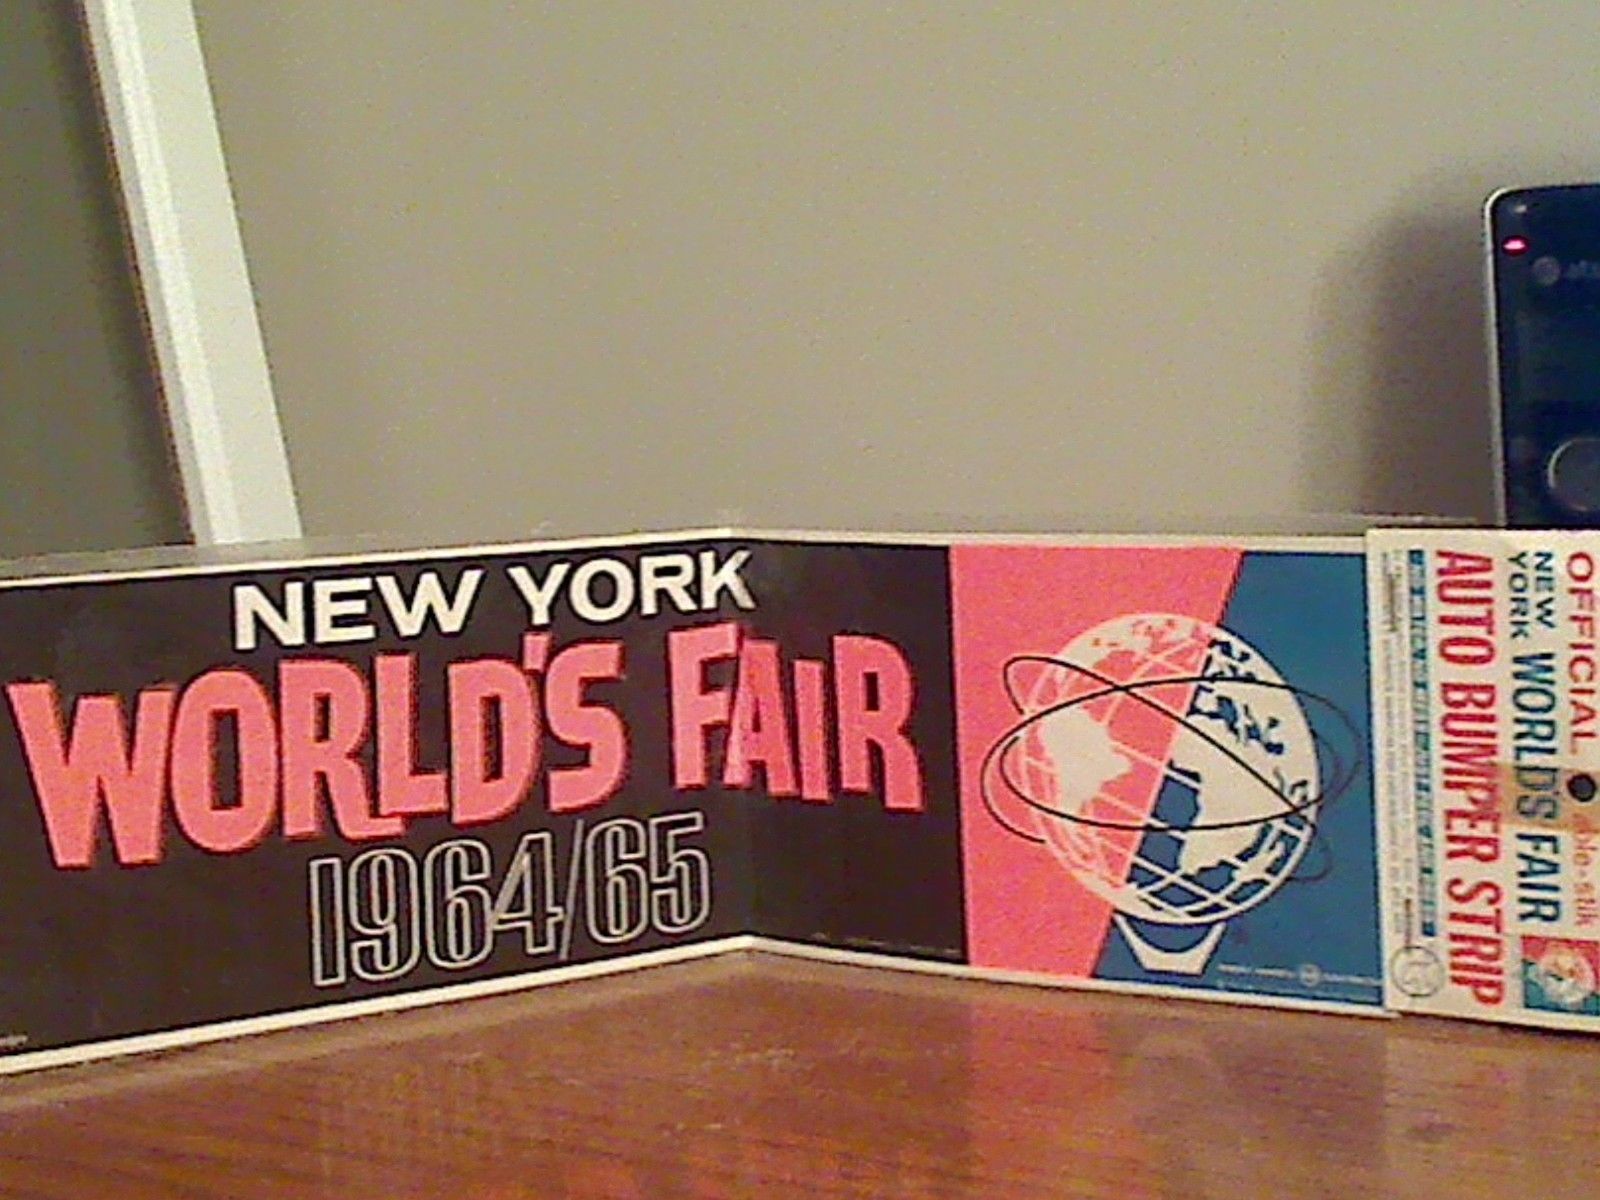 NEW YORK
WORLD'S FAIR
1964/65
OFFICIAL
NEW YORK WORLD'S FAIR
AUTO BUMPER STRIP